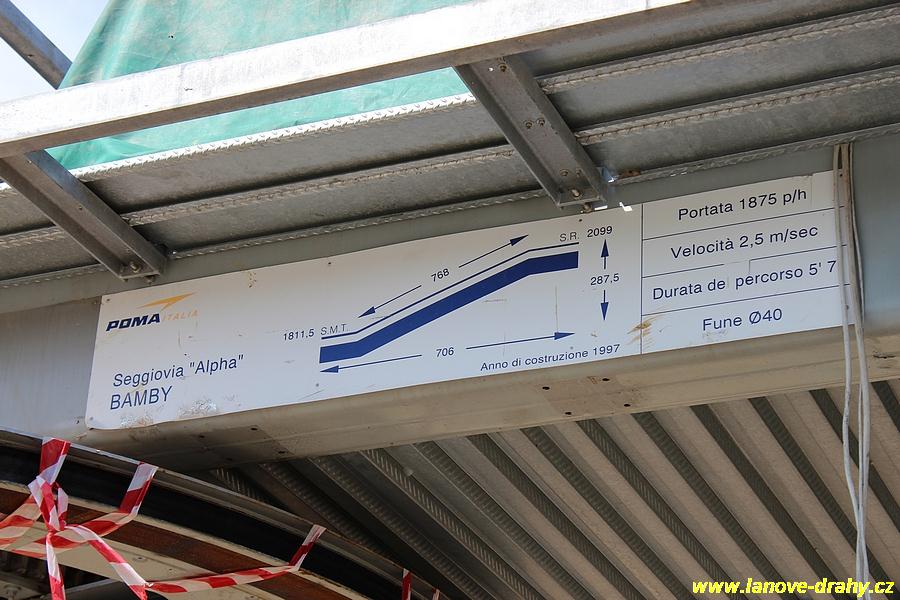 POMA ITALIA
Seggiovia "Alpha"
BAMBY
1811,5 S.M.T.
768
S.R. 2099
287,5
706
Anno di costruzione 1997
Portata 1875 p/h
Velocità 2,5 m/sec
Durata del percorso 5' 7
Fune Ø40
www.lanove-drahy.cz